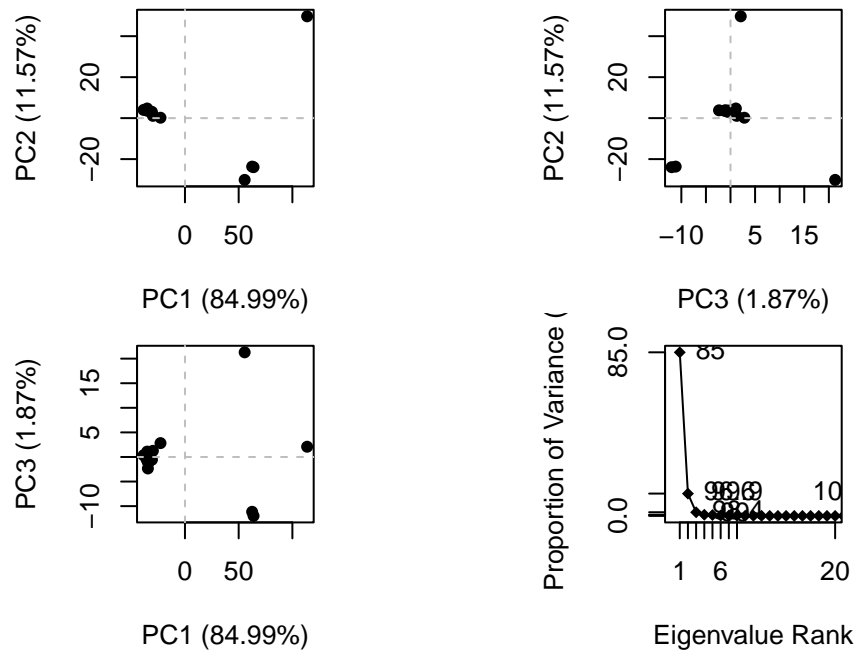 PC2 (11.57%)
20
−20
0 50
PC1 (84.99%)
PC2 (11.57%)
20
−20
−10 5 15
PC3 (1.87%)
PC3 (1.87%)
15
5
−10
0 50
PC1 (84.99%)
Proportion of Variance (
85.0
0.0
85
10
1 6 20
Eigenvalue Rank